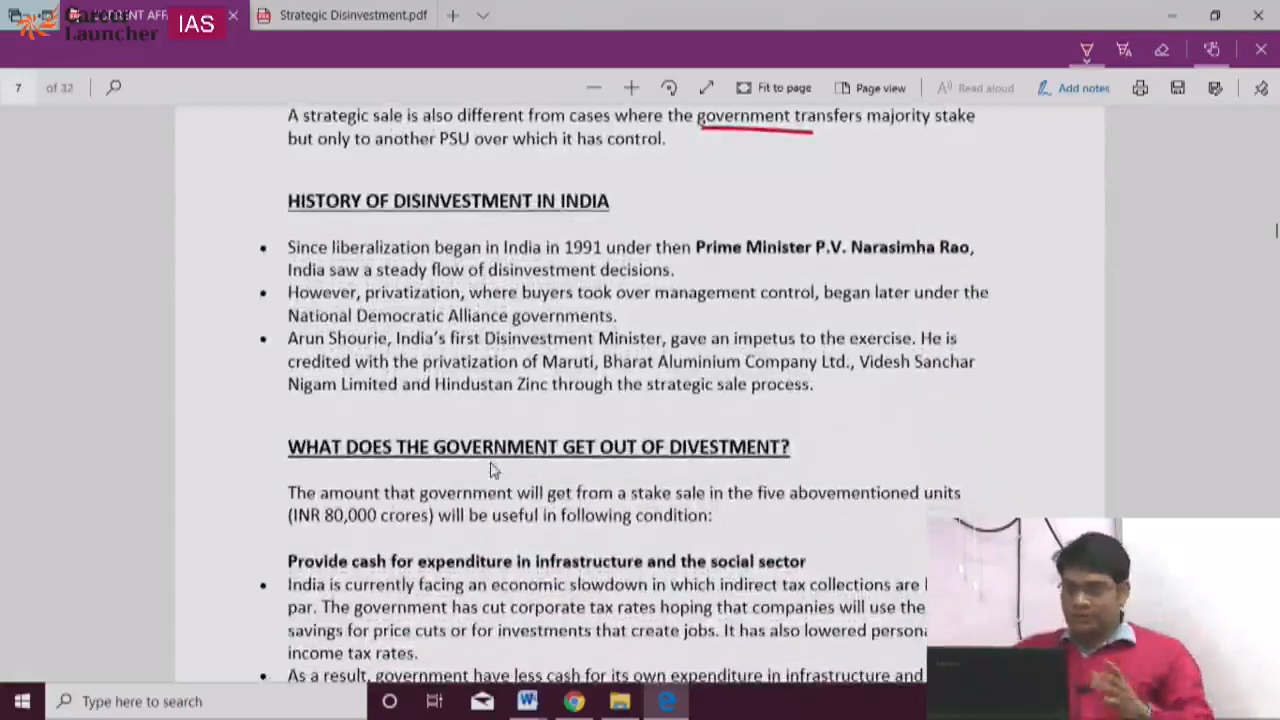 Career
Launcher
IAS
CURRENT AFF
Strategic Disinvestment.pdf
7 of 32
Fit to page
Page view
Read aloud
Add notes
A strategic sale is also different from cases where the government transfers majority stake
but only to another PSU over which it has control.
HISTORY OF DISINVESTMENT IN INDIA
• Since liberalization began in India in 1991 under then Prime Minister P.V. Narasimha Rao,
India saw a steady flow of disinvestment decisions.
• However, privatization, where buyers took over management control, began later under the
National Democratic Alliance governments.
• Arun Shourie, India's first Disinvestment Minister, gave an impetus to the exercise. He is
credited with the privatization of Maruti, Bharat Aluminium Company Ltd., Videsh Sanchar
Nigam Limited and Hindustan Zinc through the strategic sale process.
WHAT DOES THE GOVERNMENT GET OUT OF DIVESTMENT?
The amount that government will get from a stake sale in the five abovementioned units
(INR 80,000 crores) will be useful in following condition:
Provide cash for expenditure in infrastructure and the social sector
• India is currently facing an economic slowdown in which indirect tax collections are
par. The government has cut corporate tax rates hoping that companies will use the
savings for price cuts or for investments that create jobs. It has also lowered persona
income tax rates.
• As a result, government have less cash for its own expenditure in infrastructure and
Type here to search